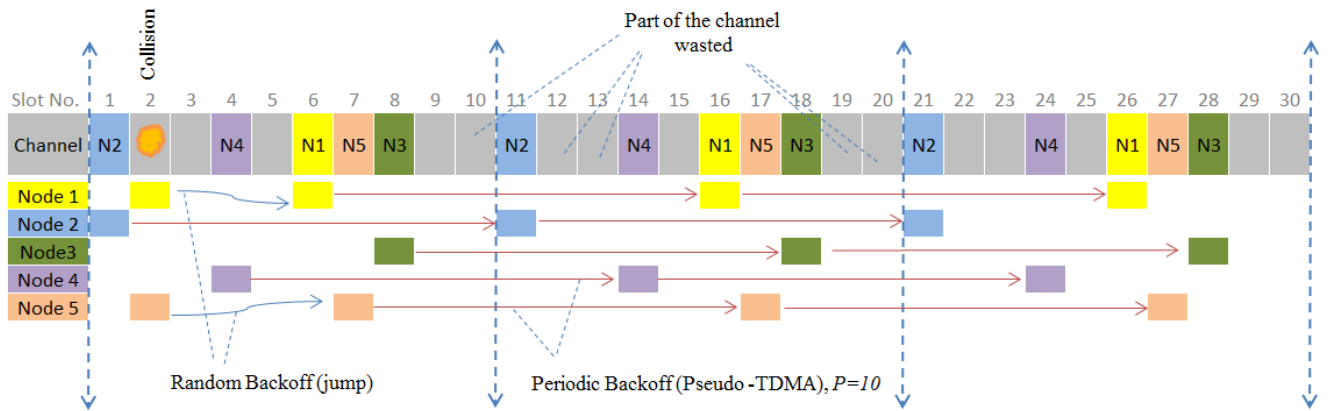 Part of the channel
wasted
Collision
Slot No. 1 2 3 4 5 6 7 8 9 10 11 12 13 14 15 16 17 18 19 20 21 22 23 24 25 26 27 28 29 30
Channel N2 N4 N1 N5 N3 N2 N4 N1 N5 N3 N2 N4 N1 N5 N3
Node 1
Node 2
Node3
Node 4
Node 5
Random Backoff (jump)
Periodic Backoff (Pseudo -TDMA), P=10